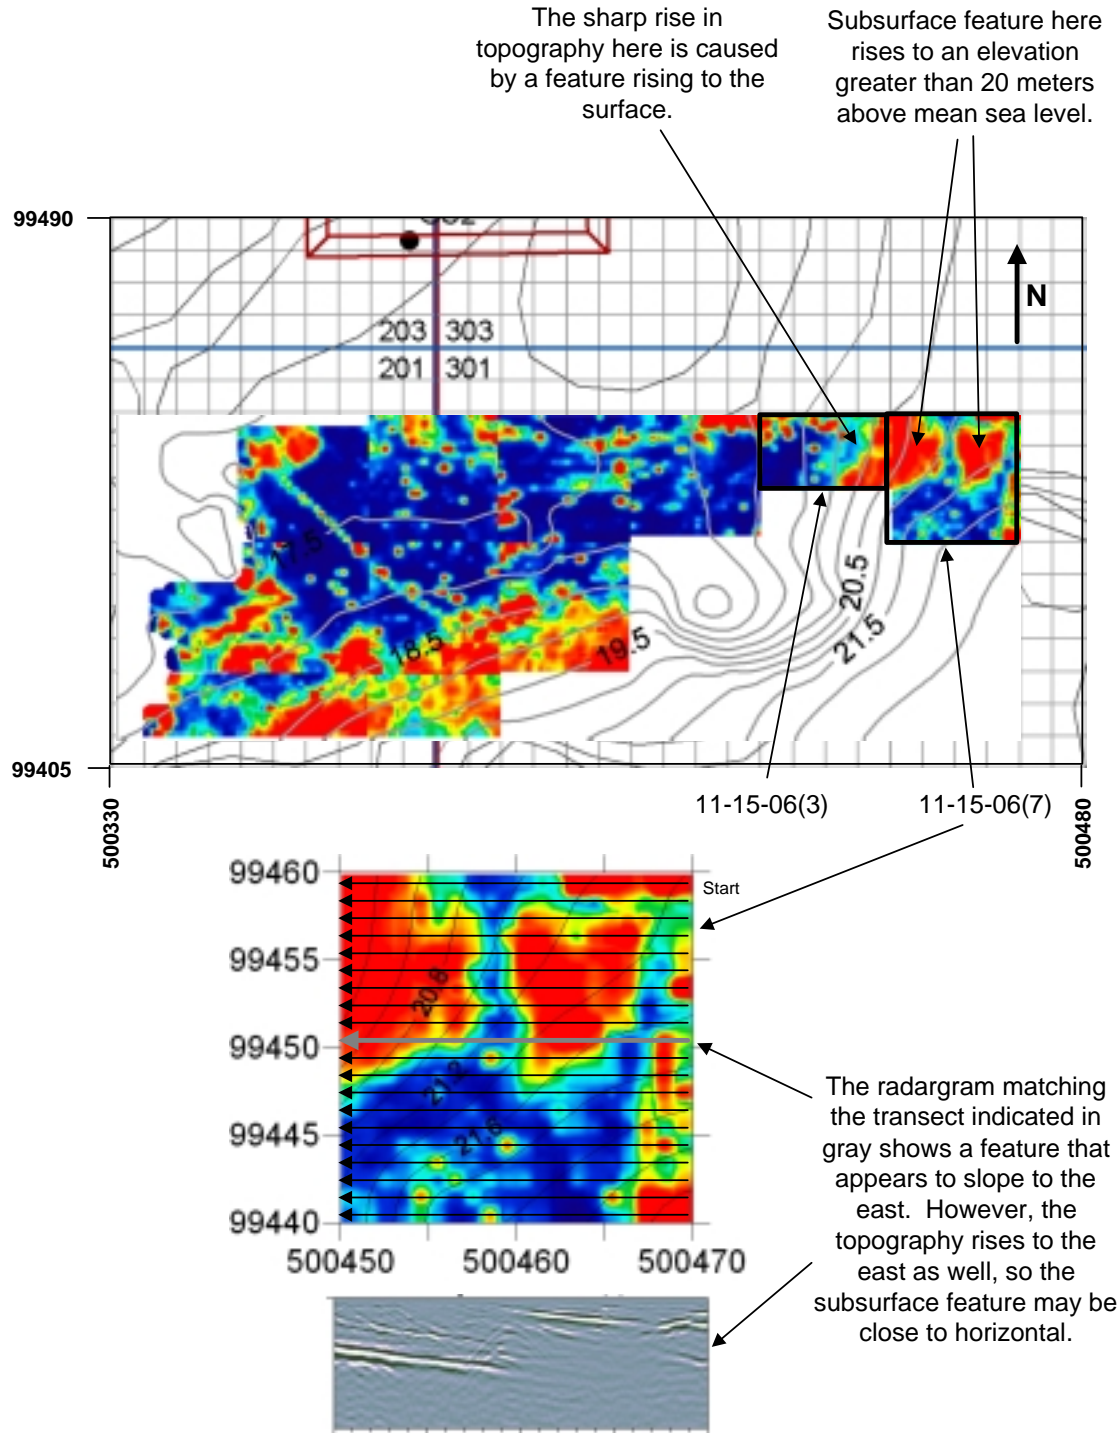 The sharp rise in
topography here is caused
by a feature rising to the
surface.
Subsurface feature here
rises to an elevation
greater than 20 meters
above mean sea level.
99490
N
203 303
201 301
17.5
18.5
19.5
20.5
21.5
99405
500330
500480
11-15-06(3)
11-15-06(7)
99460
Start
99455
20.8
99450
21.2
99445
21.6
99440
500450 500460 500470
The radargram matching
the transect indicated in
gray shows a feature that
appears to slope to the
east. However, the
topography rises to the
east as well, so the
subsurface feature may be
close to horizontal.